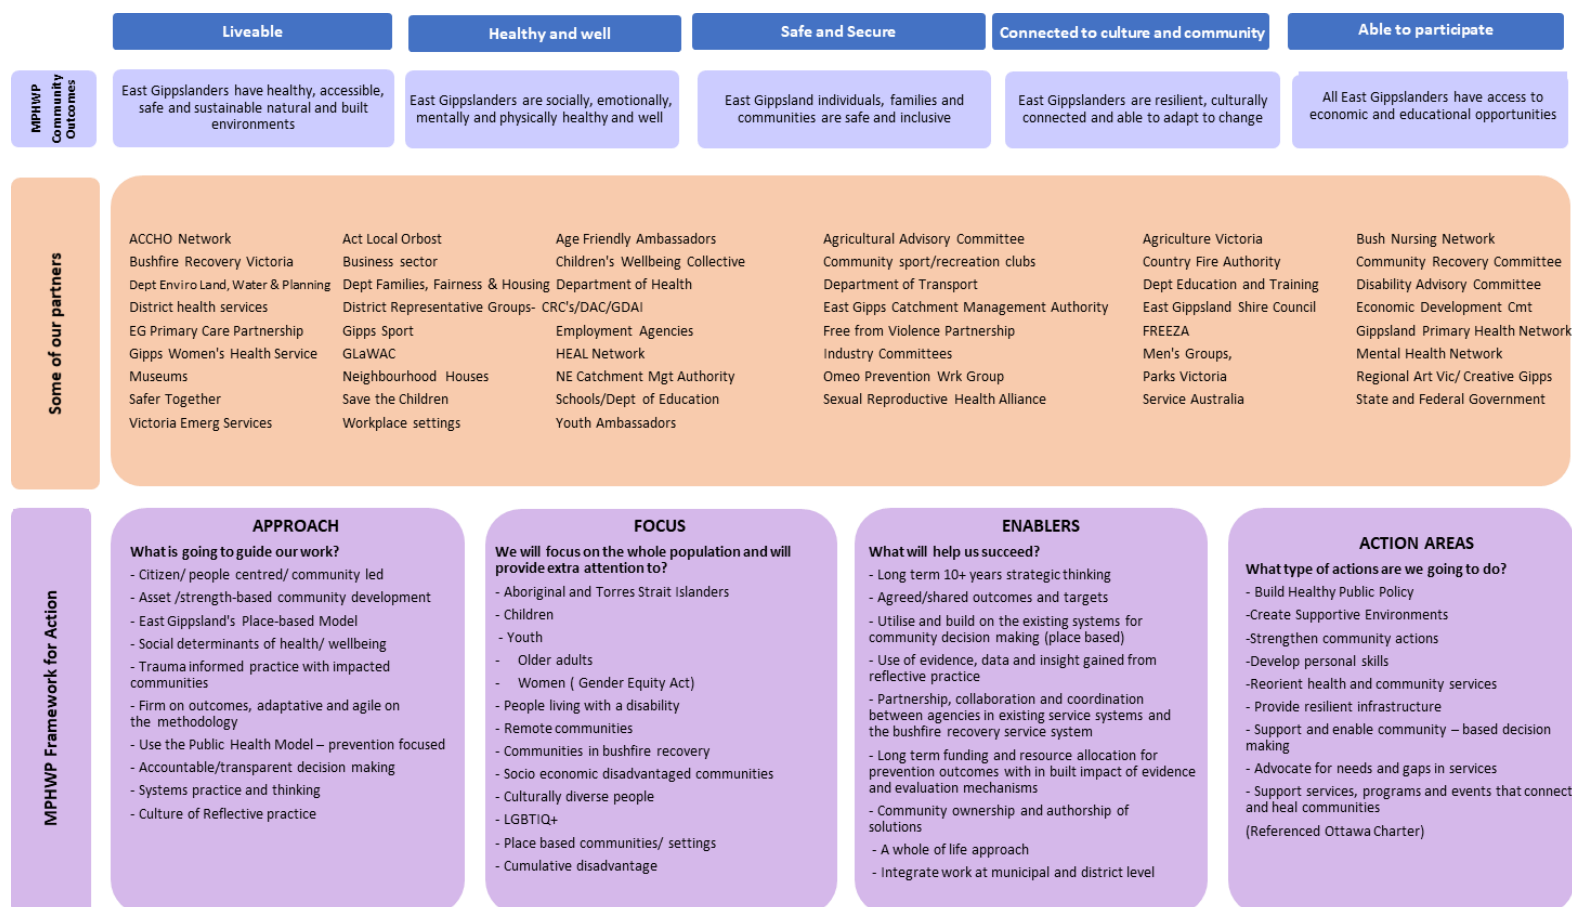 Liveable
Healthy and well
Safe and Secure
Connected to culture and community
Able to participate
MPHWP
Community
Outcomes
East Gippslanders have healthy, accessible,
safe and sustainable natural and built
environments
East Gippslanders are socially, emotionally,
mentally and physically healthy and well
East Gippsland individuals, families and
communities are safe and inclusive
East Gippslanders are resilient, culturally
connected and able to adapt to change
All East Gippslanders have access to
economic and educational opportunities
Some of our partners
ACCHO Network Act Local Orbost Age Friendly Ambassadors Agricultural Advisory Committee Agriculture Victoria Bush Nursing Network
Bushfire Recovery Victoria Business sector Children's Wellbeing Collective Community sport/recreation clubs Country Fire Authority Community Recovery Committee
Dept Enviro Land, Water & Planning Dept Families, Fairness & Housing Department of Health Department of Transport Dept Education and Training Disability Advisory Committee
District health services District Representative Groups- CRC's/DAC/GDAI East Gipps Catchment Management Authority East Gippsland Shire Council Economic Development Cmt
EG Primary Care Partnership Gipps Sport Employment Agencies Free from Violence Partnership FREEZA Gippsland Primary Health Network
Gipps Women's Health Service GLaWAC HEAL Network Industry Committees Men's Groups, Mental Health Network
Museums Neighbourhood Houses NE Catchment Mgt Authority Omeo Prevention Wrk Group Parks Victoria Regional Art Vic/ Creative Gipps
Safer Together Save the Children Schools/Dept of Education Sexual Reproductive Health Alliance Service Australia State and Federal Government
Victoria Emerg Services Workplace settings Youth Ambassadors
MPHWP Framework for Action
APPROACH
What is going to guide our work?
- Citizen/ people centred/ community led
- Asset /strength-based community development
- East Gippsland's Place-based Model
- Social determinants of health/ wellbeing
- Trauma informed practice with impacted
communities
- Firm on outcomes, adaptative and agile on
the methodology
- Use the Public Health Model – prevention focused
- Accountable/transparent decision making
- Systems practice and thinking
- Culture of Reflective practice
FOCUS
We will focus on the whole population and will
provide extra attention to?
- Aboriginal and Torres Strait Islanders
- Children
- Youth
- Older adults
- Women ( Gender Equity Act)
- People living with a disability
- Remote communities
- Communities in bushfire recovery
- Socio economic disadvantaged communities
- Culturally diverse people
- LGBTIQ+
- Place based communities/ settings
- Cumulative disadvantage
ENABLERS
What will help us succeed?
- Long term 10+ years strategic thinking
- Agreed/shared outcomes and targets
- Utilise and build on the existing systems for
community decision making (place based)
- Use of evidence, data and insight gained from
reflective practice
- Partnership, collaboration and coordination
between agencies in existing service systems and
the bushfire recovery service system
- Long term funding and resource allocation for
prevention outcomes with in built impact of evidence
and evaluation mechanisms
- Community ownership and authorship of
solutions
- A whole of life approach
- Integrate work at municipal and district level
ACTION AREAS
What type of actions are we going to do?
- Build Healthy Public Policy
-Create Supportive Environments
-Strengthen community actions
-Develop personal skills
-Reorient health and community services
- Provide resilient infrastructure
- Support and enable community – based decision
making
- Advocate for needs and gaps in services
- Support services, programs and events that connect
and heal communities
(Referenced Ottawa Charter)